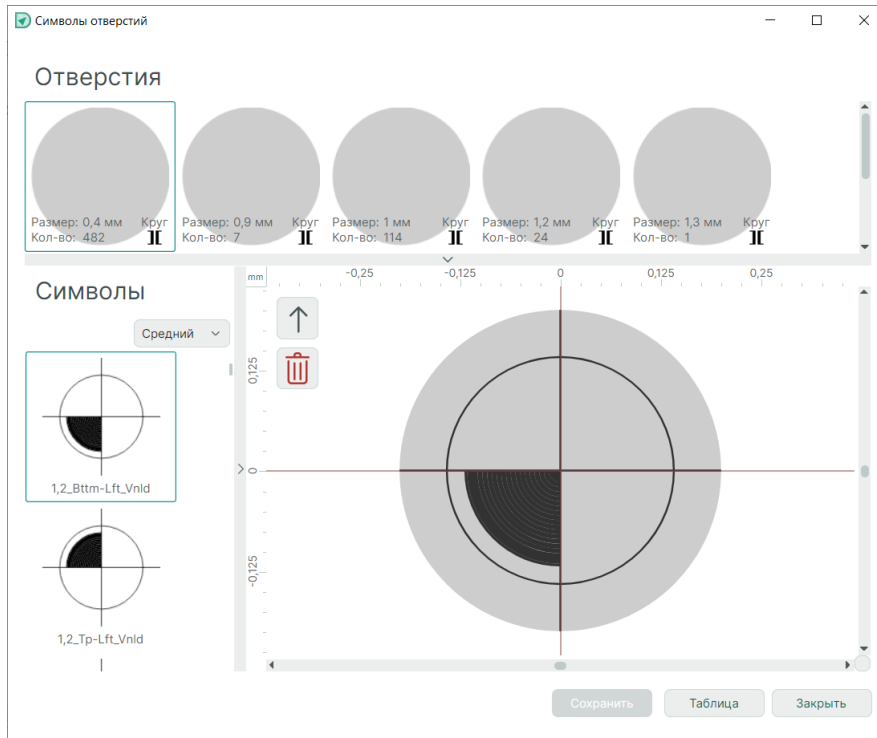 Символы отверстий
Отверстия
Размер: 0,4 мм Круг
Кол-во: 482
Размер: 0,9 мм Круг
Кол-во: 7
Размер: 1 мм Круг
Кол-во: 114
Размер: 1,2 мм Круг
Кол-во: 24
Размер: 1,3 мм Круг
Кол-во: 1
Символы
Средний
1,2_Bttm-Lft_Vnld
1,2_Tp-Lft_Vnld
mm
-0,25 -0,125 0 0,125 0,25
0,125
0
-0,125
Сохранить Таблица Закрыть